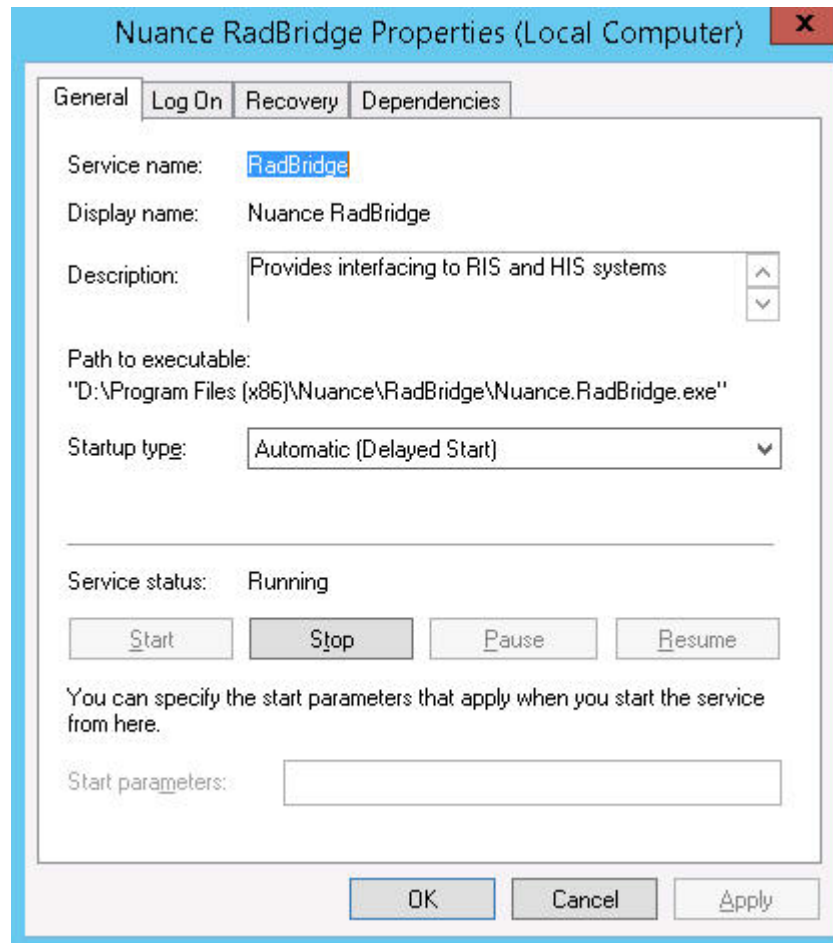 Nuance RadBridge Properties (Local Computer)
x
General Log On Recovery Dependencies
Service name: RadBridge
Display name: Nuance RadBridge
Description: Provides interfacing to RIS and HIS systems
Path to executable:
"D:\Program Files (x86)\Nuance\RadBridge\Nuance.RadBridge.exe"
Startup type: Automatic (Delayed Start)
Service status: Running
Start Stop Pause Resume
You can specify the start parameters that apply when you start the service
from here.
Start parameters:
OK Cancel Apply